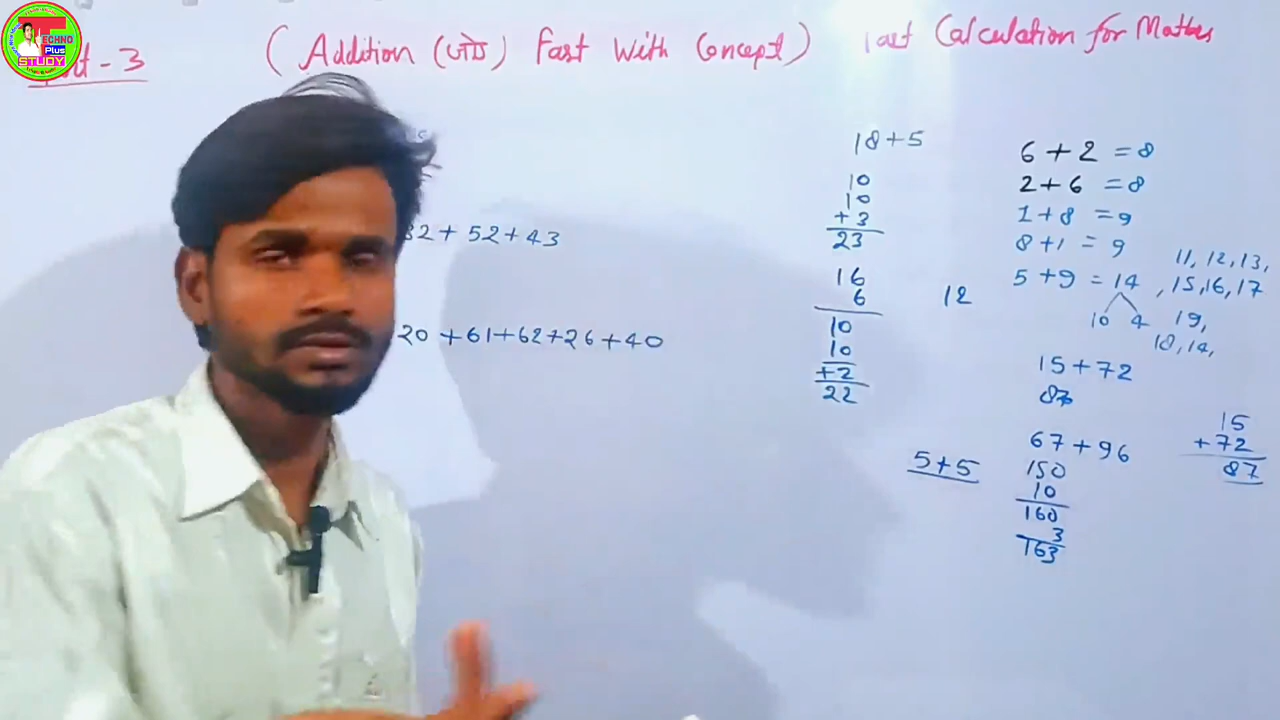 TECHNO
Plus
STUDY
- 3
(Addition (जोड़) Fast With Concept)
Fast Calculation for Maths
32 + 52 + 43
20 + 61 + 62 + 26 + 40
18 + 5
10
10
+ 3
23
16
6
10
10
+ 2
22
12
5 + 5
6 + 2 = 8
2 + 6 = 8
1 + 8 = 9
8 + 1 = 9
5 + 9 = 14
10 4
11, 12, 13,
, 15, 16, 17
19,
18, 14,
15 + 72
87
67 + 96
150
10
160
3
163
15
+ 72
87